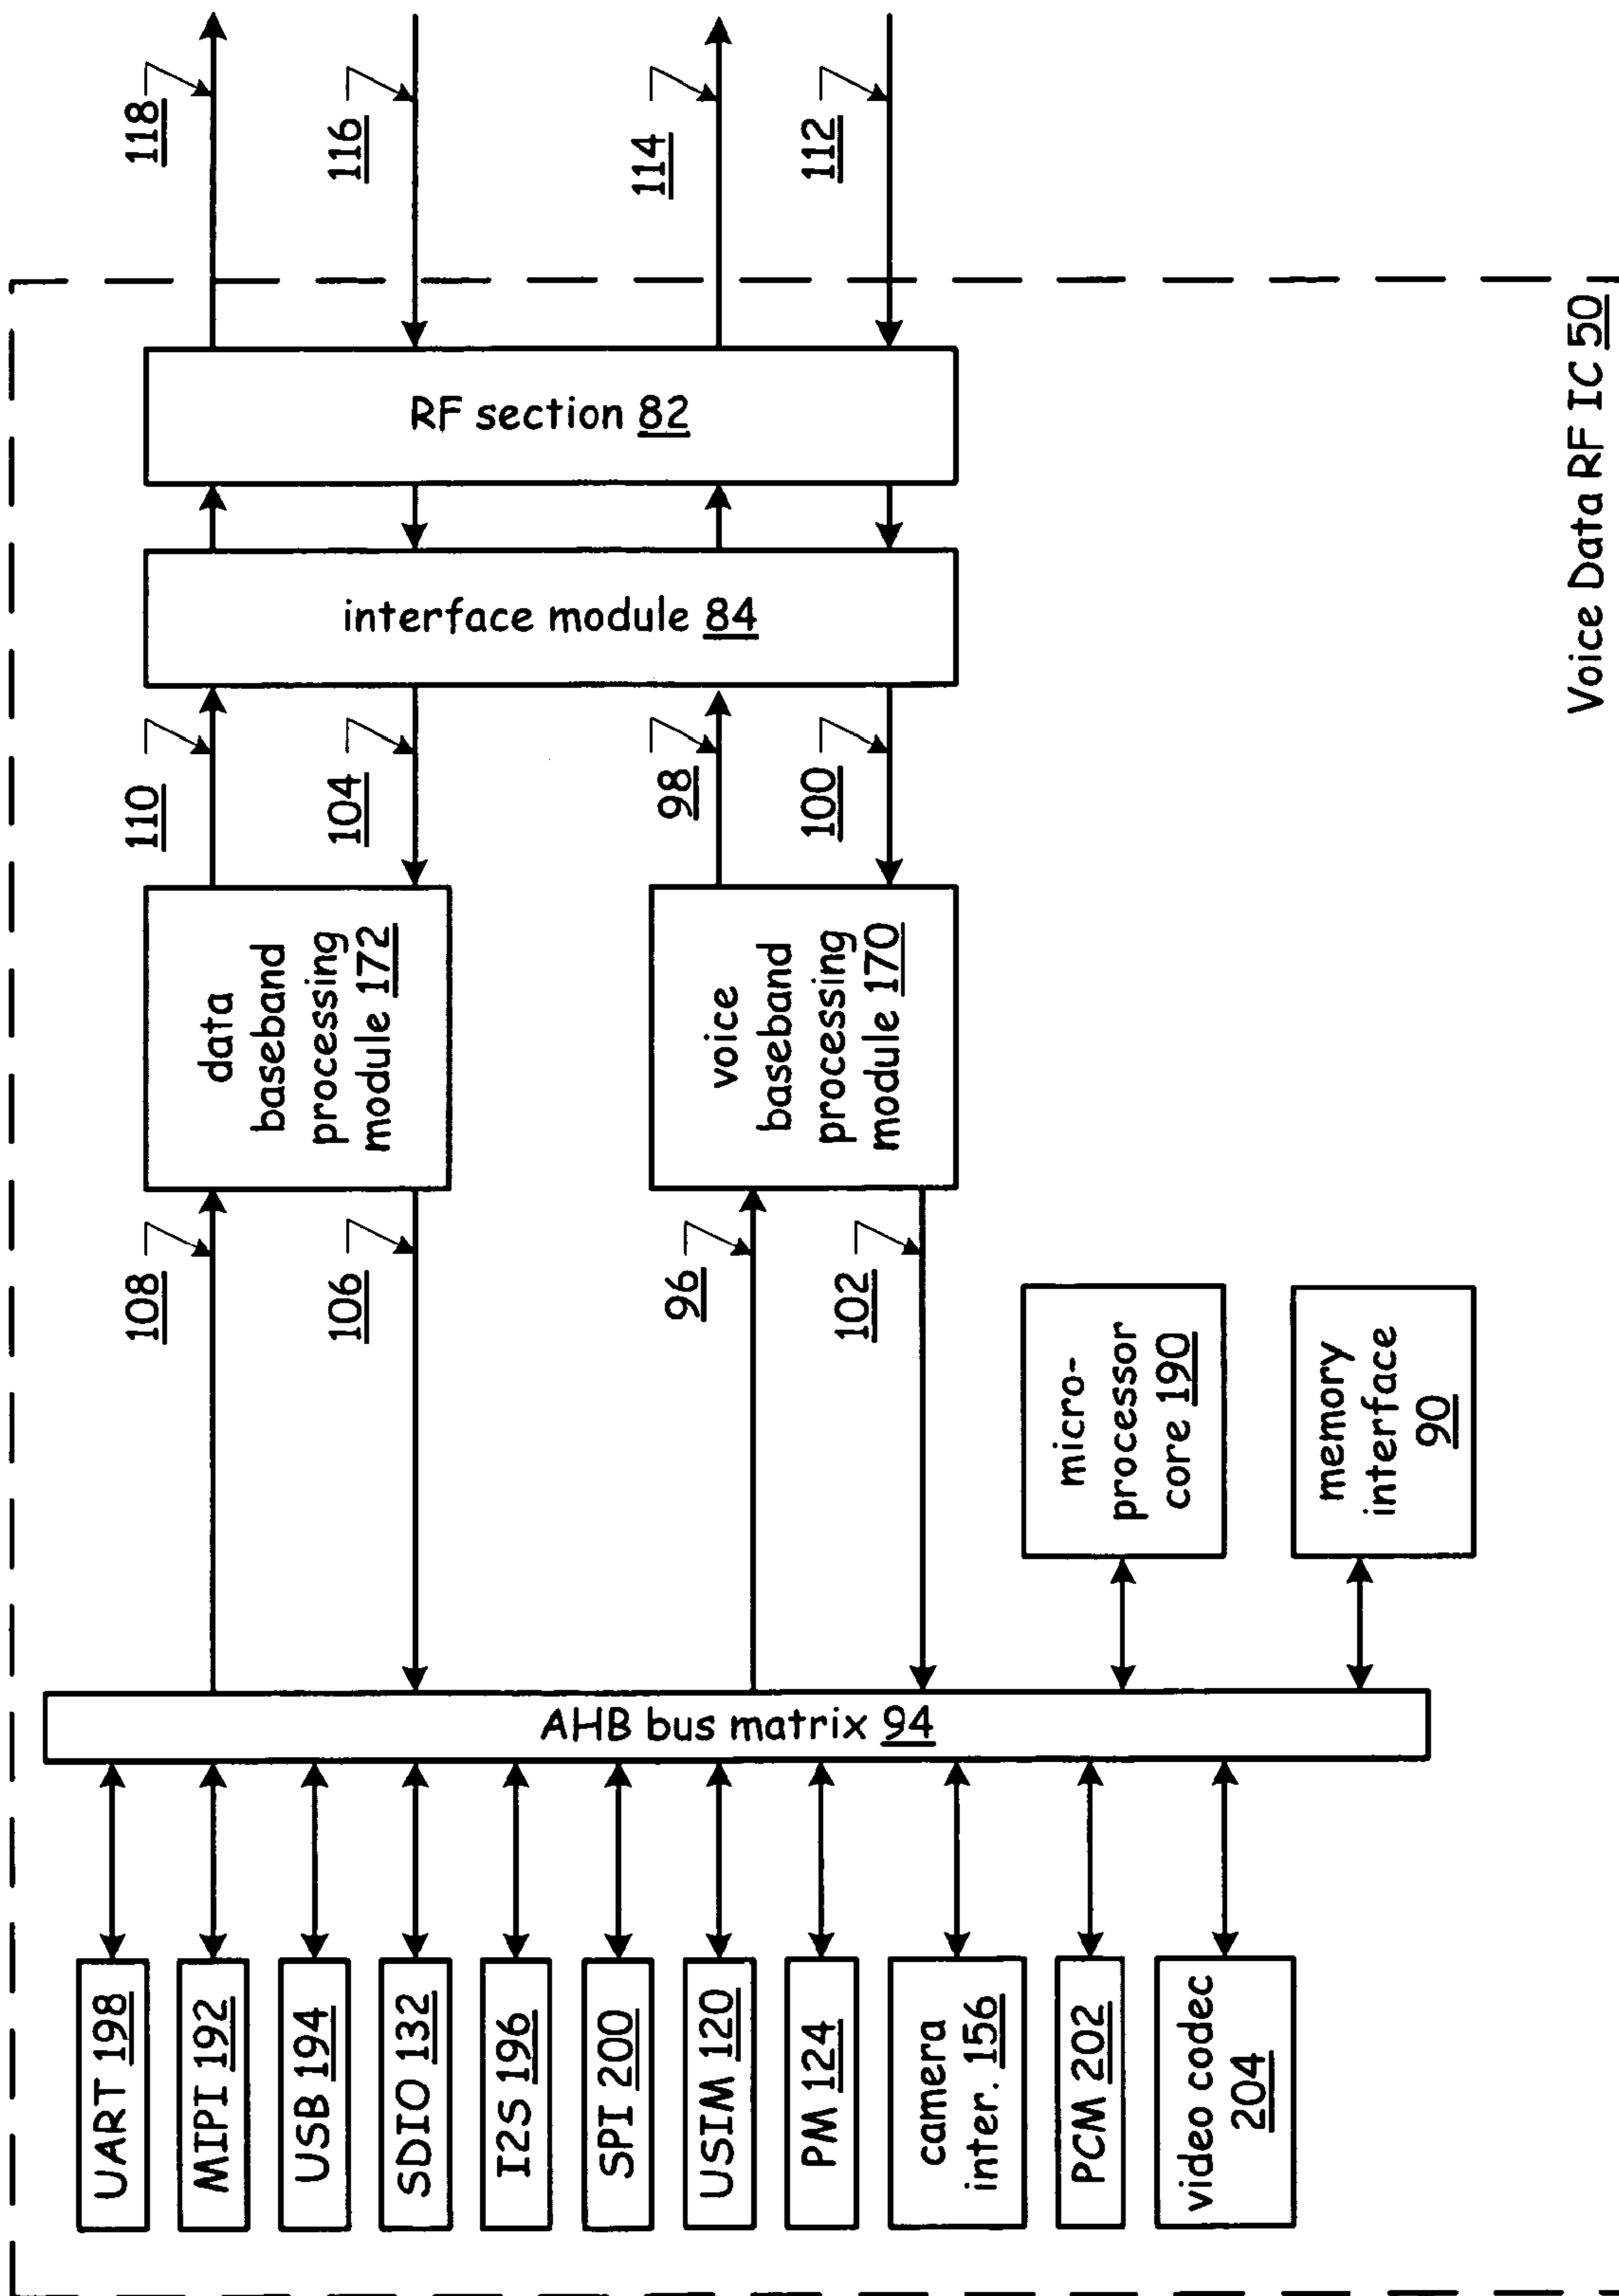 118
116
114
112
RF section 82
interface module 84
110
104
98
100
data
baseband
processing
module 172
voice
baseband
processing
module 170
108
106
96
102
micro-
processor
core 190
memory
interface
90
AHB bus matrix 94
UART 198
MIPI 192
USB 194
SDIO 132
I2S 196
SPI 200
USIM 120
PM 124
camera
inter. 156
PCM 202
video codec
204
Voice Data RF IC 50